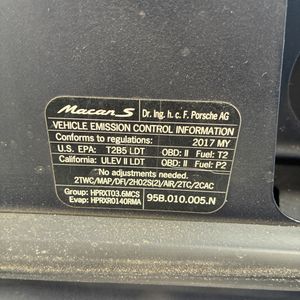 Macan S Dr. Ing. h. c. F. Porsche AG
VEHICLE EMISSION CONTROL INFORMATION
Conforms to regulations: 2017 MY
U.S. EPA: T2B5 LDT OBD: II Fuel: T2
California: ULEV II LDT OBD: II Fuel: P2
No adjustments needed.
2TWC/MAP/DFI/2HO2S(2)/AIR/2TC/2CAC
Group: HPRXT03.6MCS
Evap: HPRXR0140RMA 95B.010.005.N